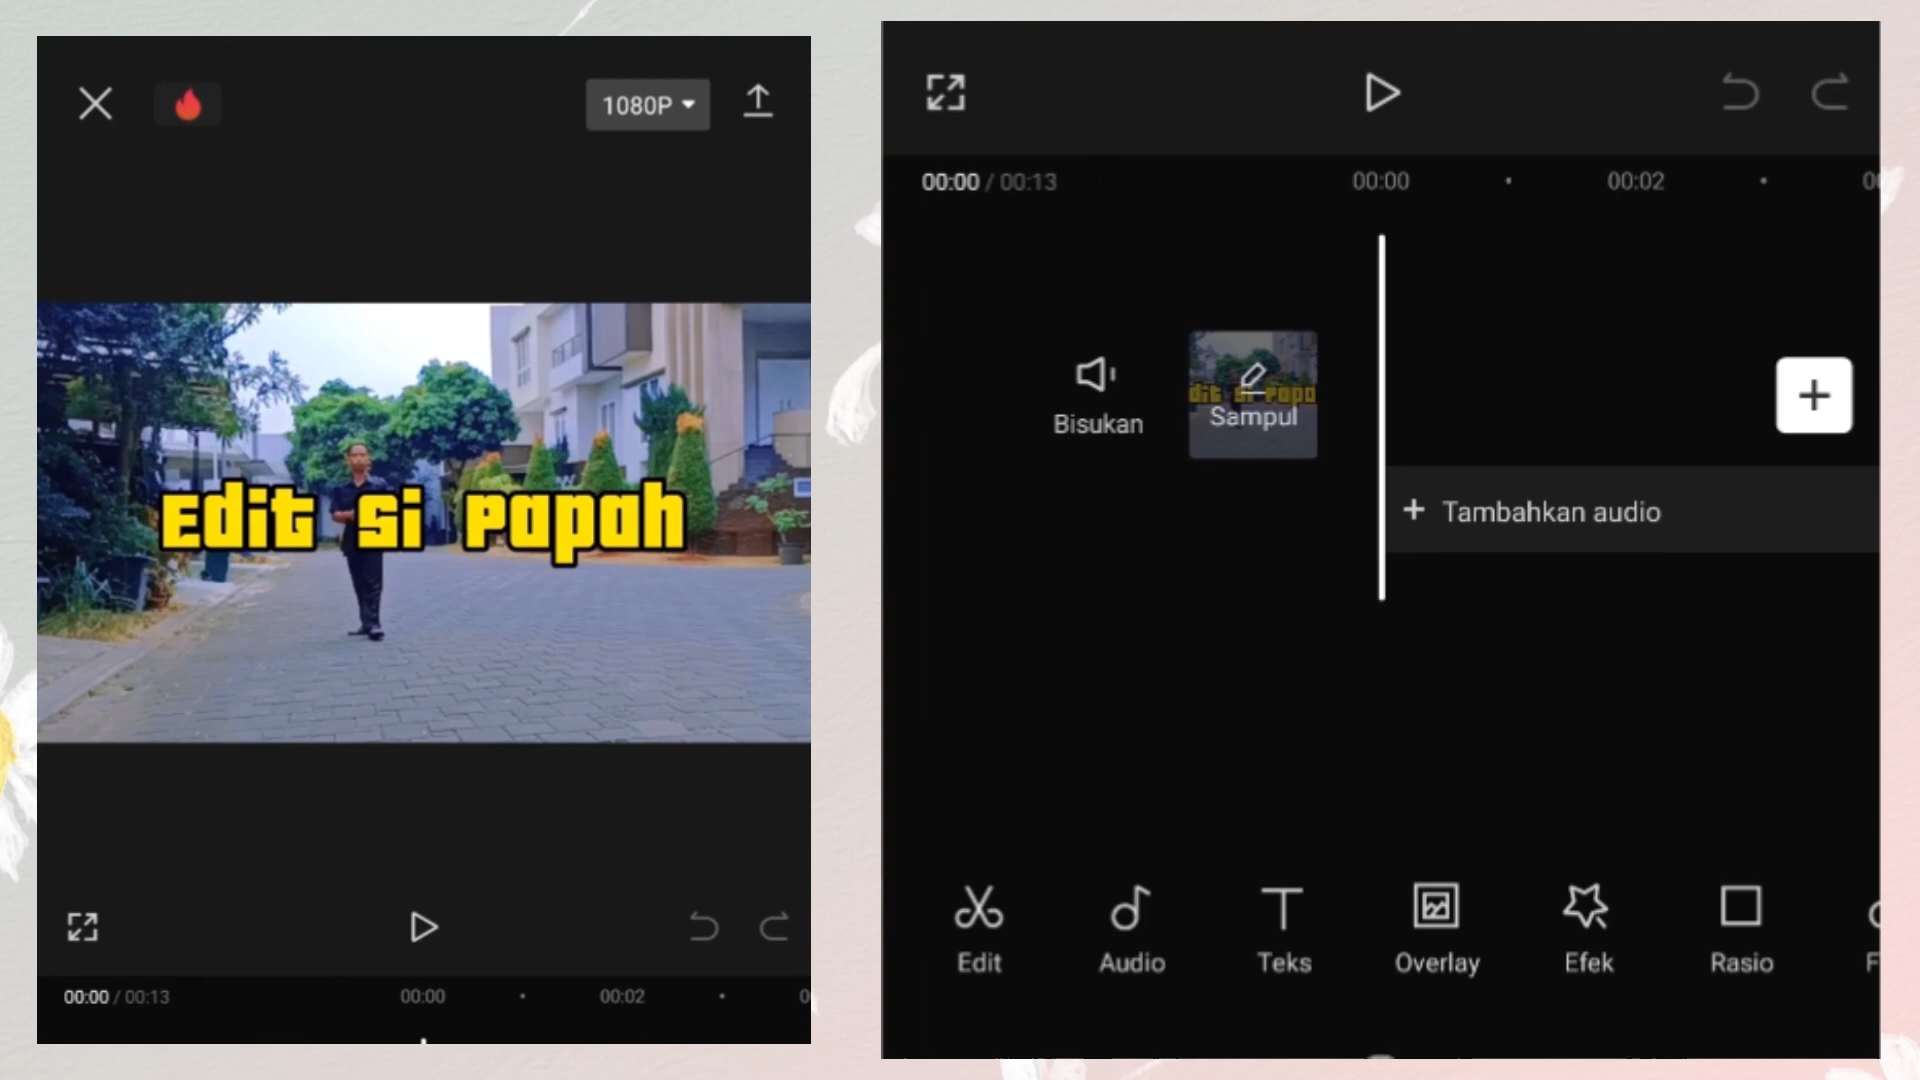 1080P
Edit si Papah
00:00 / 00:13
00:00
00:02
00:00 / 00:13
00:00
00:02
Bisukan
Sampul
+ Tambahkan audio
Edit
Audio
Teks
Overlay
Efek
Rasio